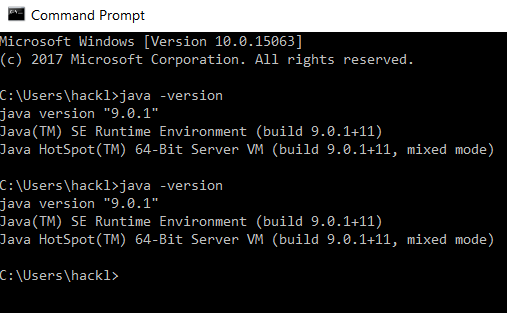 Command Prompt
Microsoft Windows [Version 10.0.15063]
(c) 2017 Microsoft Corporation. All rights reserved.
C:\Users\hackl>java -version
java version "9.0.1"
Java(TM) SE Runtime Environment (build 9.0.1+11)
Java HotSpot(TM) 64-Bit Server VM (build 9.0.1+11, mixed mode)
C:\Users\hackl>java -version
java version "9.0.1"
Java(TM) SE Runtime Environment (build 9.0.1+11)
Java HotSpot(TM) 64-Bit Server VM (build 9.0.1+11, mixed mode)
C:\Users\hackl>